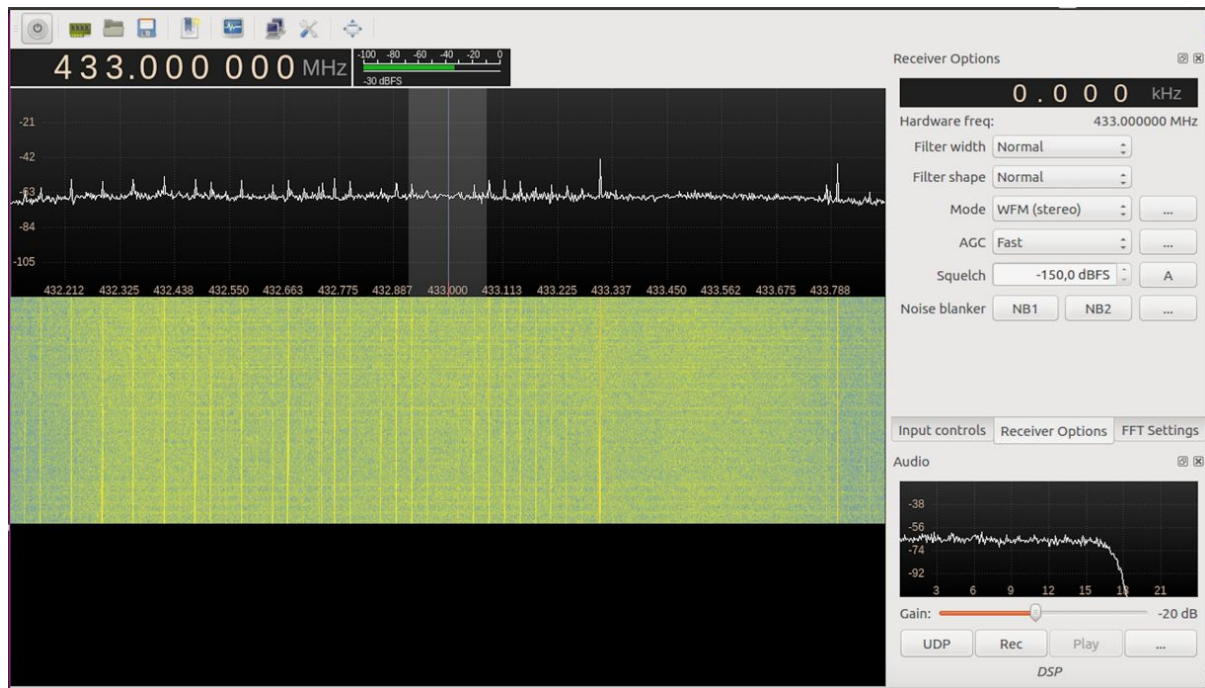 433.000 000 MHz
-100 -80 -60 -40 -20 0
-30 dBFS
-21
-42
-63
-84
-105
432.212 432.325 432.438 432.550 432.663 432.775 432.887 433.000 433.113 433.225 433.337 433.450 433.562 433.675 433.788
Receiver Options
0.000 kHz
Hardware freq: 433.000000 MHz
Filter width Normal
Filter shape Normal
Mode WFM (stereo) ...
AGC Fast ...
Squelch -150,0 dBFS A
Noise blanker NB1 NB2 ...
Input controls Receiver Options FFT Settings
Audio
-38
-56
-74
-92
3 6 9 12 15 18 21
Gain: -20 dB
UDP Rec Play ...
DSP